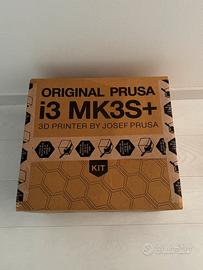 ORIGINAL PRUSA
i3 MK3S+
3D PRINTER BY JOSEF PRUSA
KIT